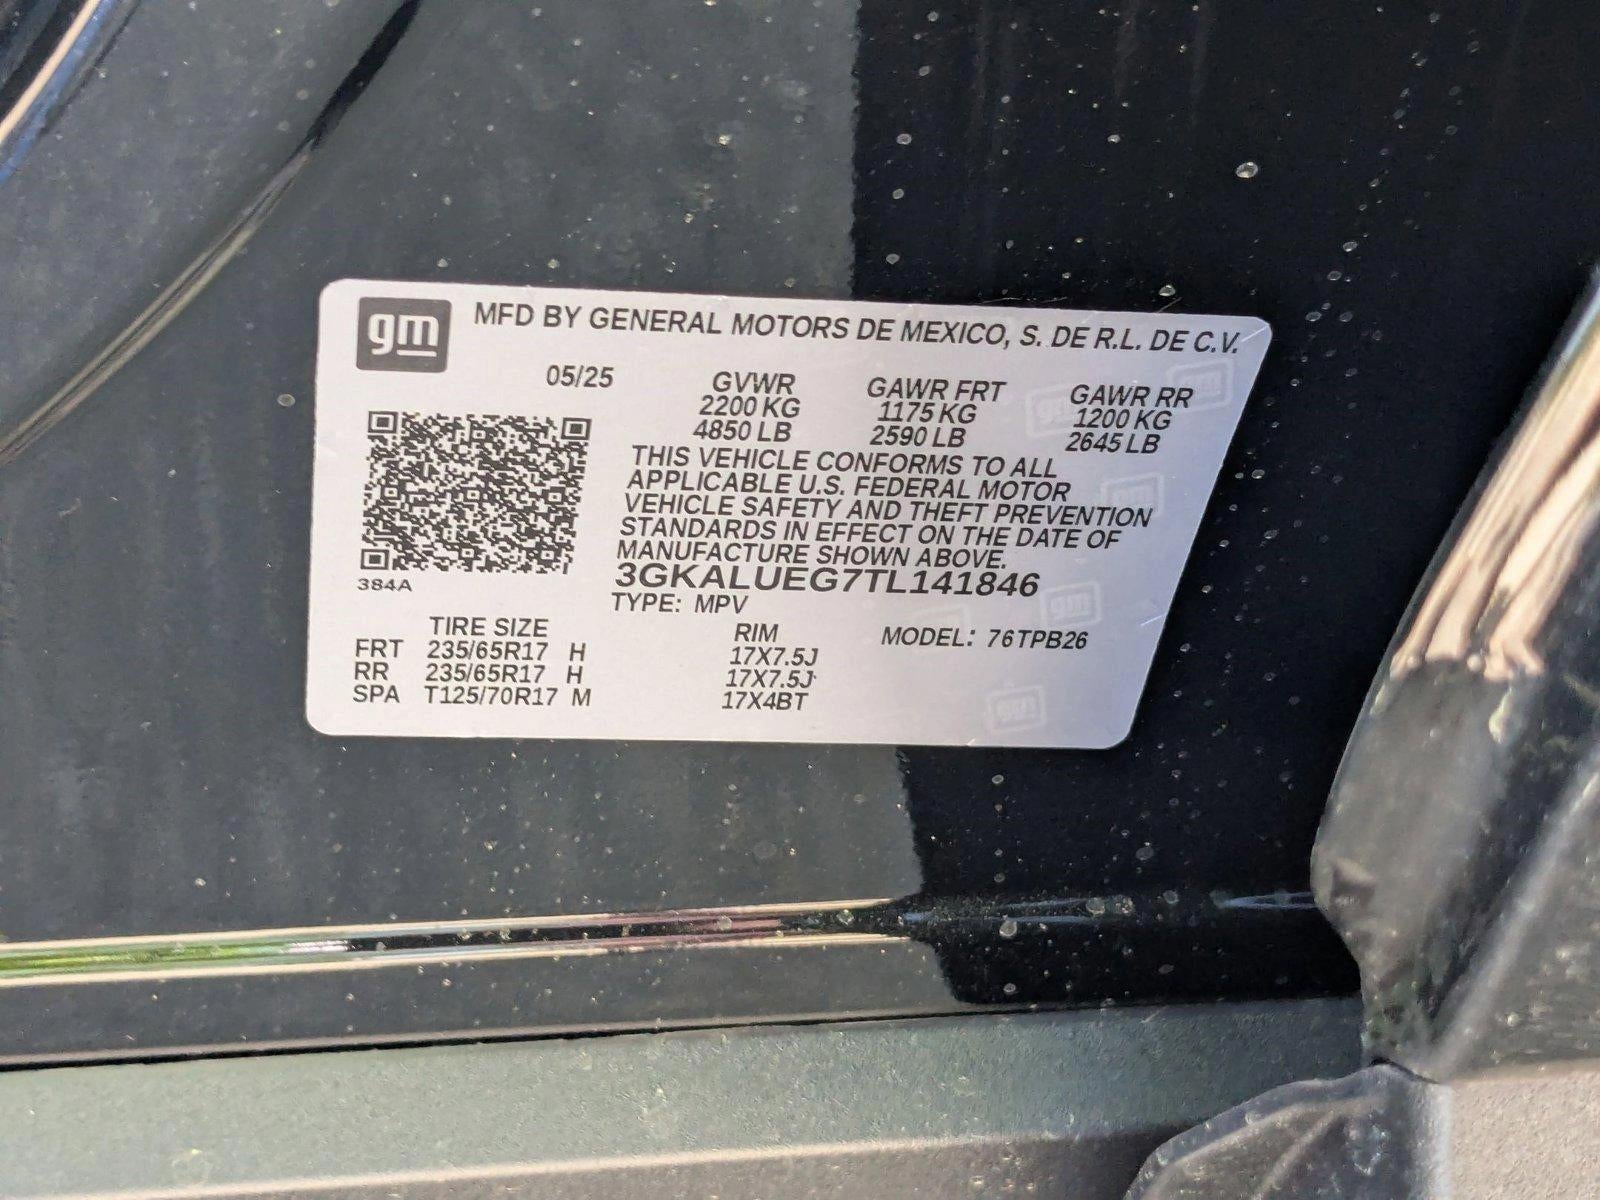 gm MFD BY GENERAL MOTORS DE MEXICO, S. DE R.L. DE C.V.
05/25 GVWR GAWR FRT GAWR RR
2200 KG 1175 KG 1200 KG
4850 LB 2590 LB 2645 LB
THIS VEHICLE CONFORMS TO ALL
APPLICABLE U.S. FEDERAL MOTOR
VEHICLE SAFETY AND THEFT PREVENTION
STANDARDS IN EFFECT ON THE DATE OF
MANUFACTURE SHOWN ABOVE.
3GKALUEG7TL141846
384A
TYPE: MPV
TIRE SIZE RIM MODEL: 76TPB26
FRT 235/65R17 H 17X7.5J
RR 235/65R17 H 17X7.5J
SPA T125/70R17 M 17X4BT